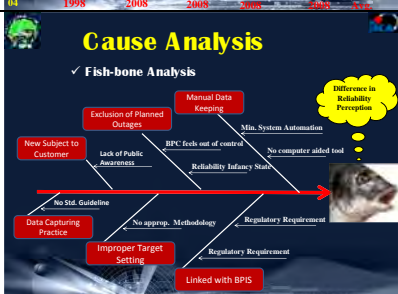 04 1998 2008 2008 2008
Cause Analysis
✓ Fish-bone Analysis
Manual Data
Keeping
Difference in
Reliability
Perception
Exclusion of Planned
Outages
Min. System Automation
New Subject to
Customer
BPC feels out of control
Lack of Public
Awareness
No computer aided tool
Reliability Infancy State
No Std. Guideline
Data Capturing
Practice
No approp. Methodology
Regulatory Requirement
Improper Target
Setting
Regulatory Requirement
Linked with BPIS